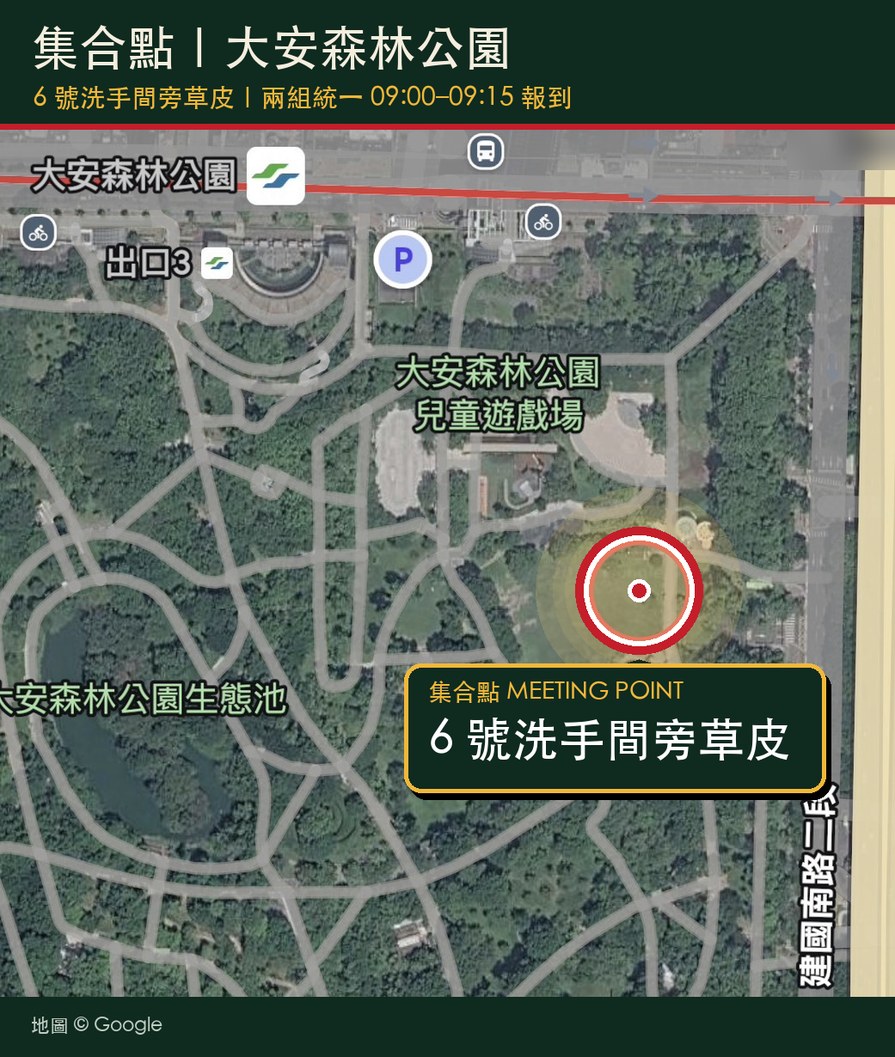 集合點｜大安森林公園
6 號洗手間旁草皮｜兩組統一 09:00–09:15 報到
大安森林公園
出口3
P
大安森林公園
兒童遊戲場
集合點 MEETING POINT
6 號洗手間旁草皮
大安森林公園生態池
建國南路二段
地圖 © Google